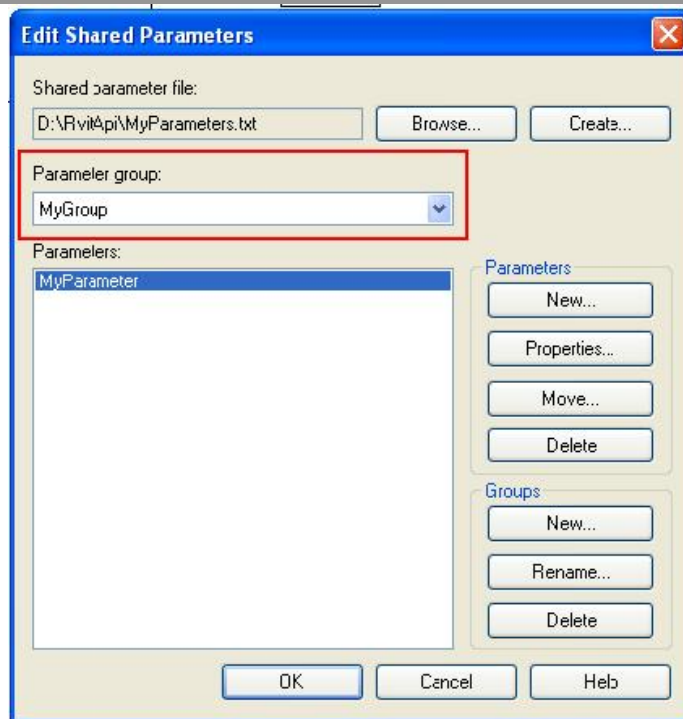 Edit Shared Parameters
Shared parameter file:
D:\RvitApi\MyParameters.txt
Browse...
Create...
Parameter group:
MyGroup
Parameters:
MyParameter
Parameters
New...
Properties...
Move...
Delete
Groups
New...
Rename...
Delete
OK
Cancel
Help